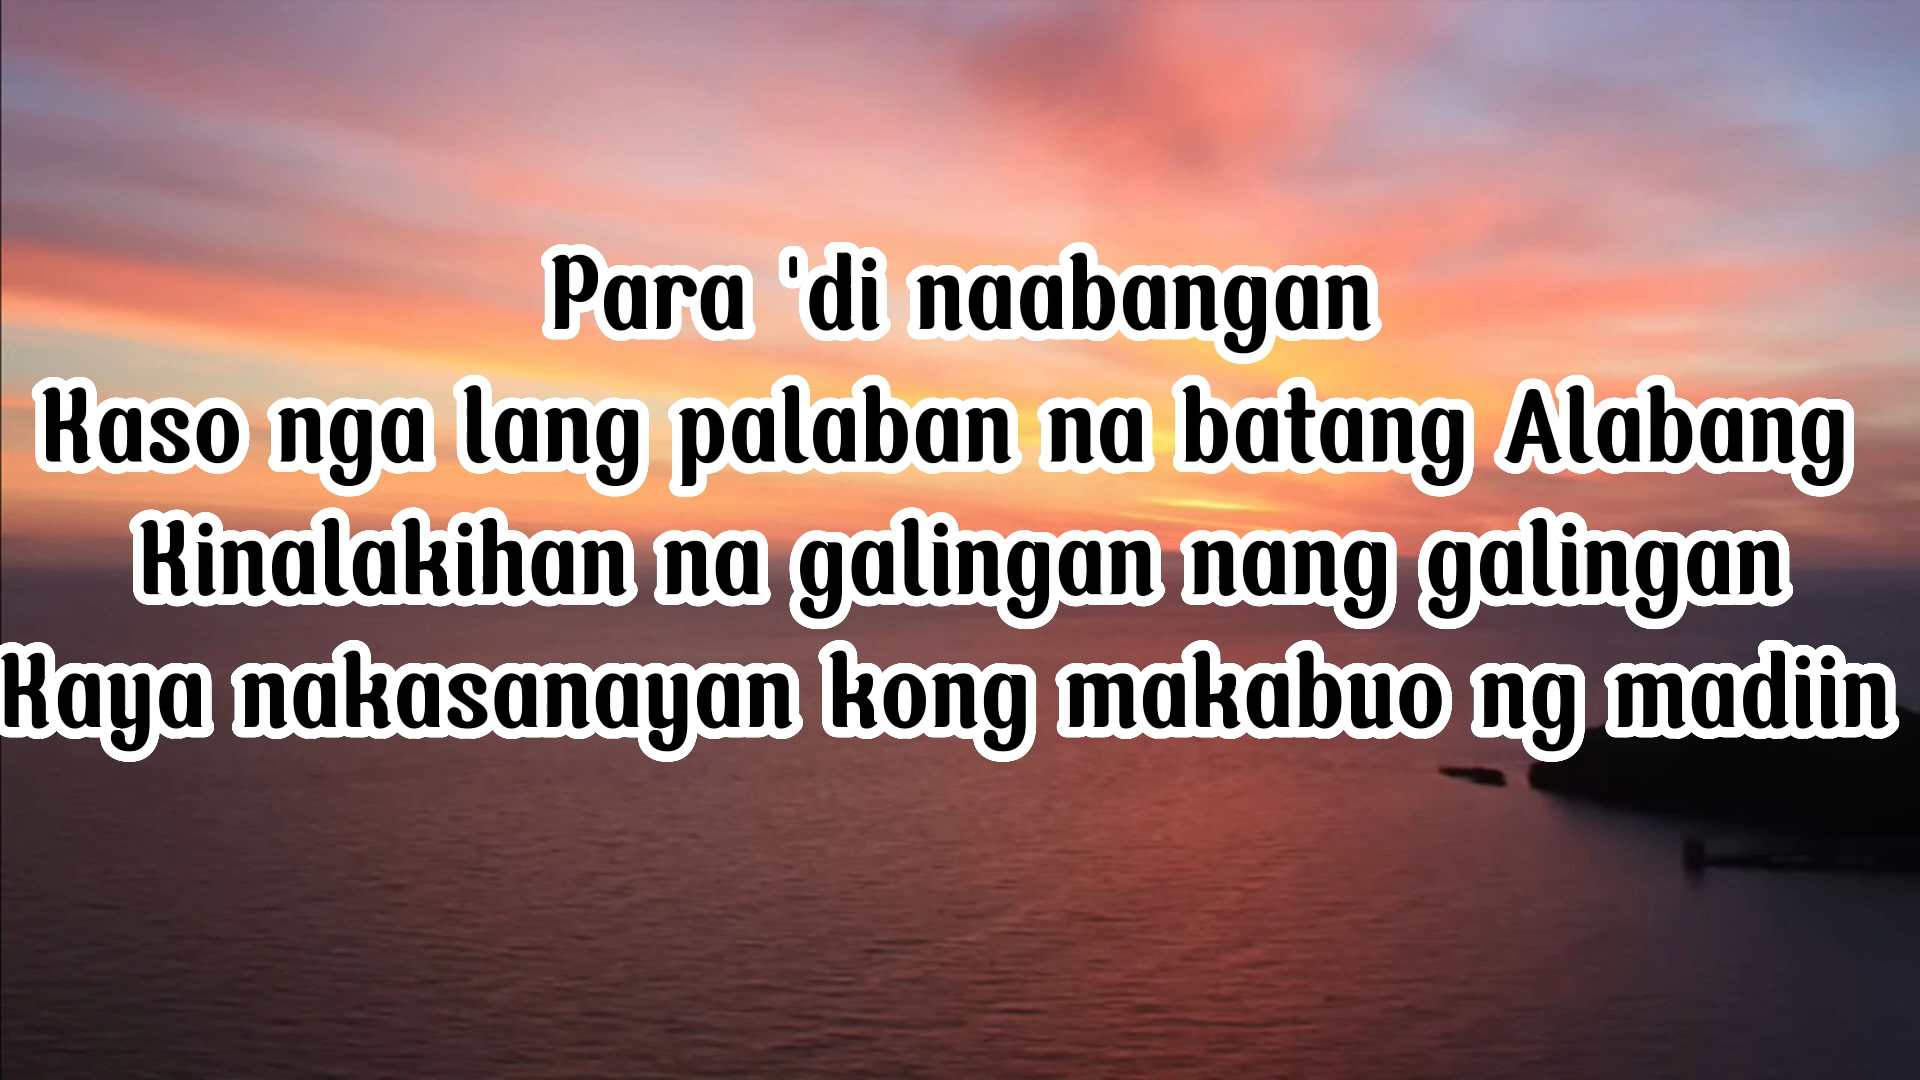 Para 'di naabangan
Kaso nga lang palaban na batang Alabang
Kinalakihan na galingan nang galingan
Kaya nakasanayan kong makabuo ng madiin